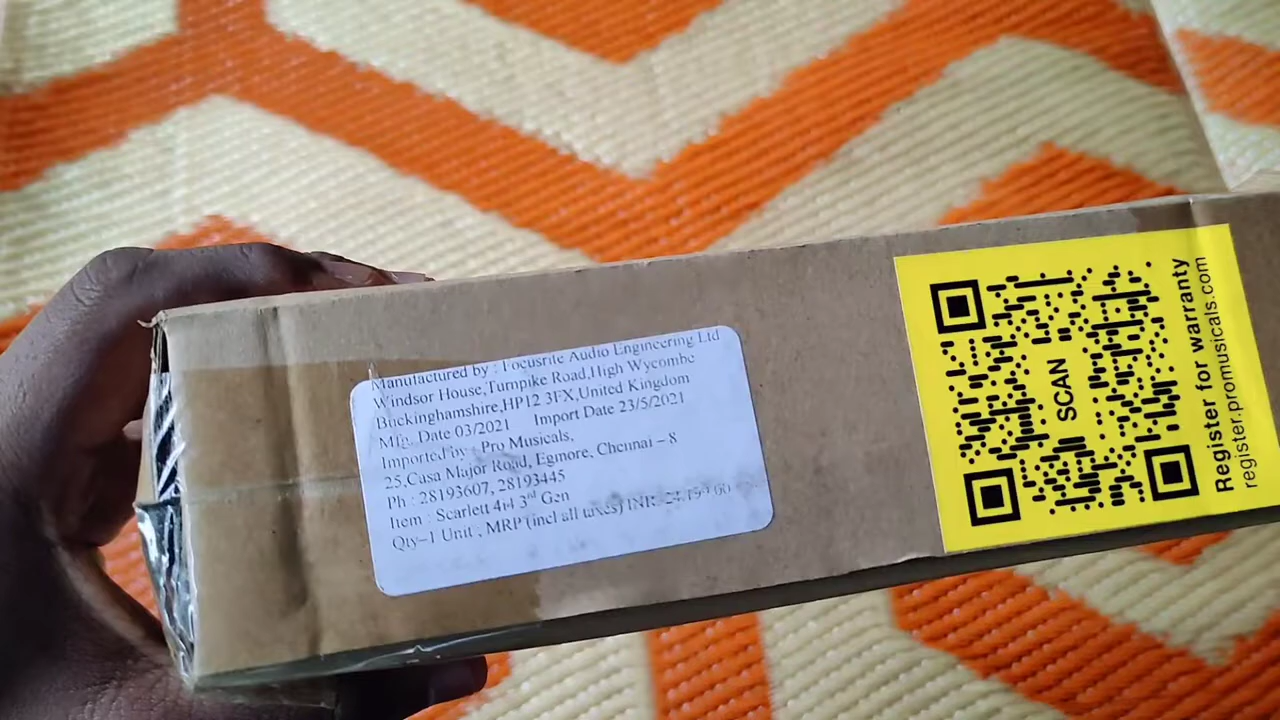 Manufactured by : Focusrite Audio Engineering Ltd
Windsor House,Turnpike Road,High Wycombe
Buckinghamshire,HP12 3FX,United Kingdom
Mfg. Date 03/2021 Import Date 23/5/2021
Imported by : Pro Musicals,
25,Casa Major Road, Egmore, Chennai – 8
Ph : 28193607, 28193445
Item : Scarlett 4i4 3rd Gen
Qty–1 Unit , MRP (incl all taxes) INR.
SCAN
Register for warranty
register.promusicals.com